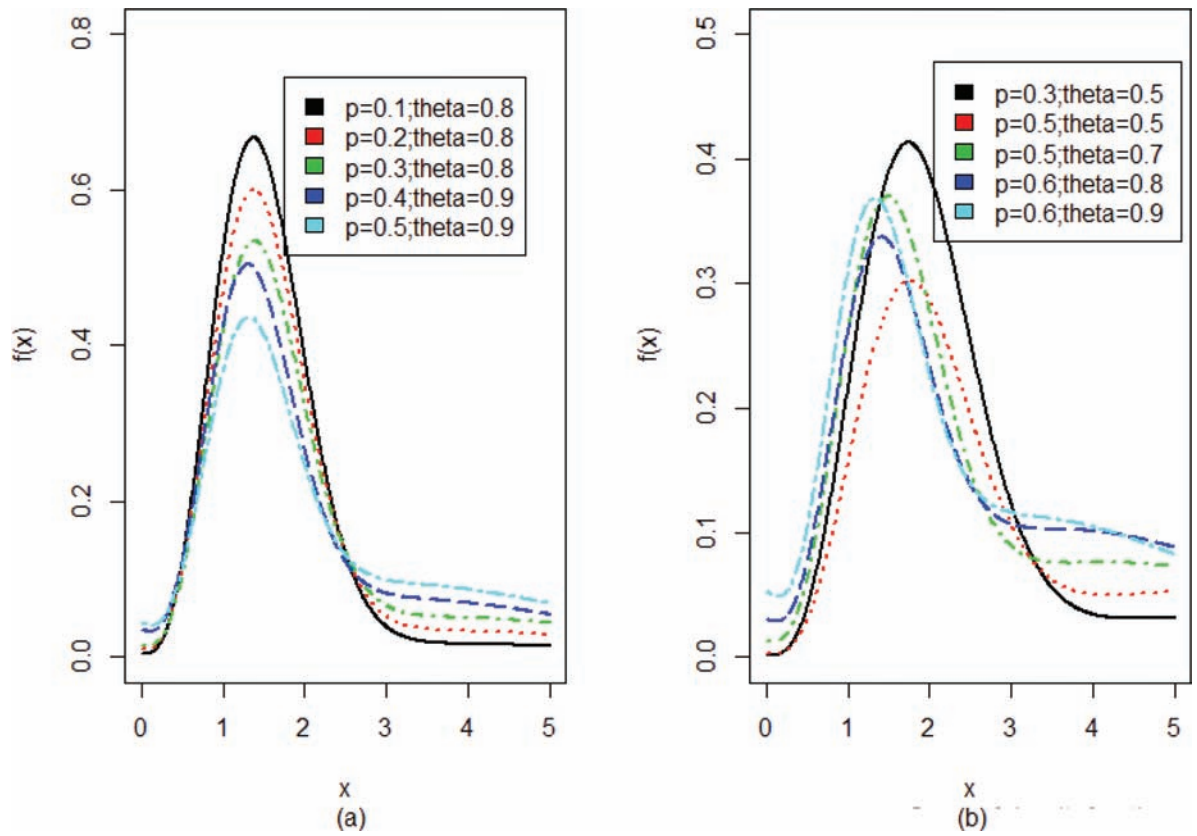 0.8
0.6
0.4
0.2
0.0
f(x)
p=0.1;theta=0.8
p=0.2;theta=0.8
p=0.3;theta=0.8
p=0.4;theta=0.9
p=0.5;theta=0.9
0 1 2 3 4 5
x
(a)
0.5
0.4
0.3
0.2
0.1
0.0
f(x)
p=0.3;theta=0.5
p=0.5;theta=0.5
p=0.5;theta=0.7
p=0.6;theta=0.8
p=0.6;theta=0.9
0 1 2 3 4 5
x
(b)